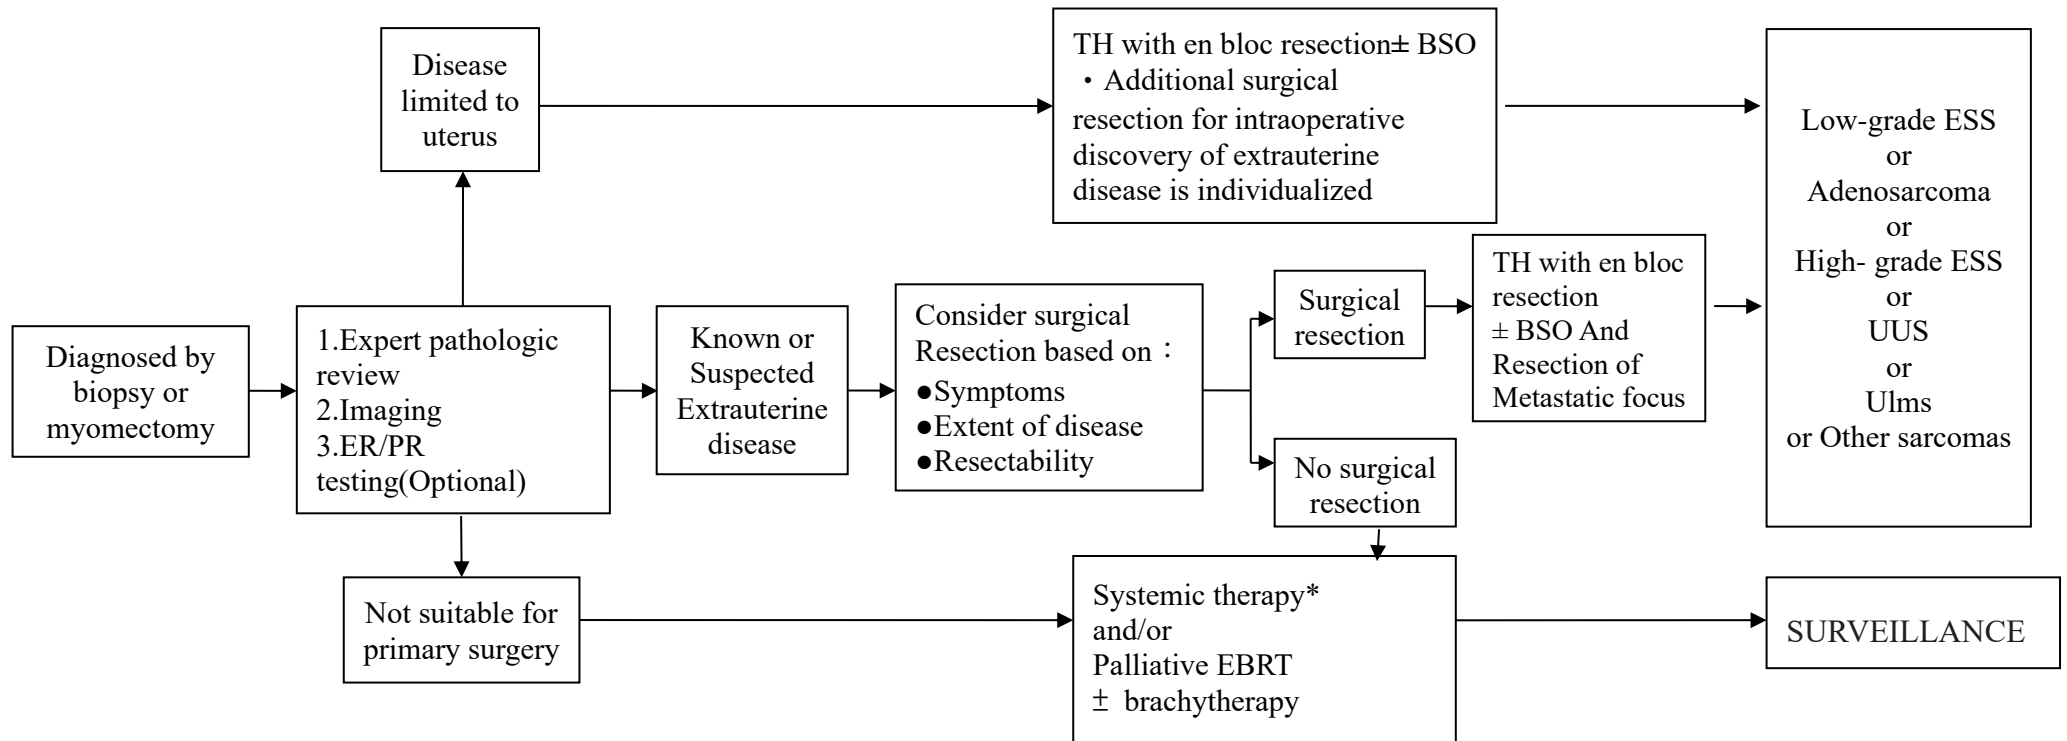 Disease
limited to
uterus
TH with en bloc resection± BSO
・Additional surgical
resection for intraoperative
discovery of extrauterine
disease is individualized
Low-grade ESS
or
Adenosarcoma
or
High- grade ESS
or
UUS
or
Ulms
or Other sarcomas
Diagnosed by
biopsy or
myomectomy
1.Expert pathologic
review
2.Imaging
3.ER/PR
testing(Optional)
Known or
Suspected
Extrauterine
disease
Consider surgical
Resection based on：
●Symptoms
●Extent of disease
●Resectability
Surgical
resection
TH with en bloc
resection
± BSO And
Resection of
Metastatic focus
No surgical
resection
Not suitable for
primary surgery
Systemic therapy*
and/or
Palliative EBRT
± brachytherapy
SURVEILLANCE